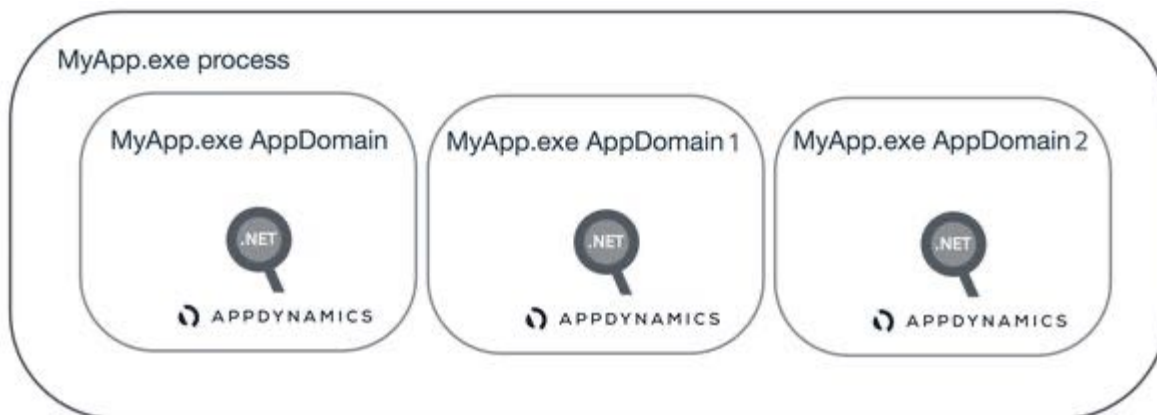 MyApp.exe process
MyApp.exe AppDomain
MyApp.exe AppDomain 1
MyApp.exe AppDomain 2
.NET
.NET
.NET
APPDYNAMICS
APPDYNAMICS
APPDYNAMICS